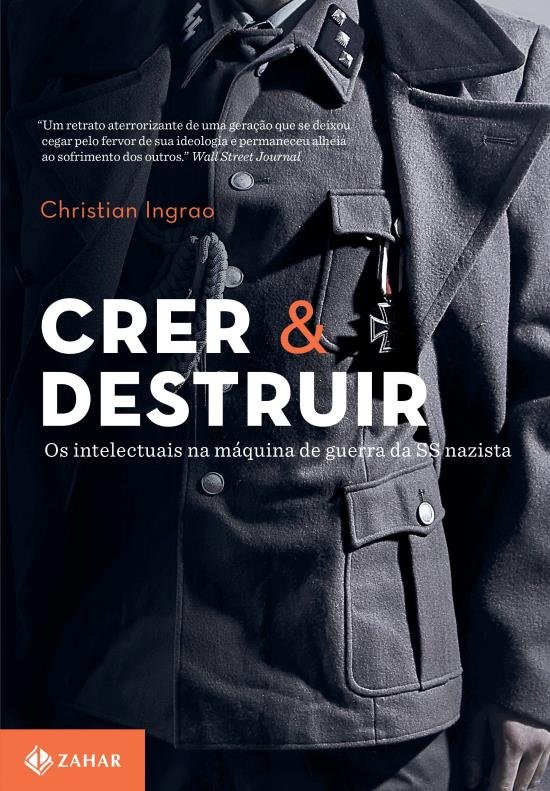 “Um retrato aterrorizante de uma geração que se deixou
cegar pelo fervor de sua ideologia e permaneceu alheia
ao sofrimento dos outros.” Wall Street Journal
Christian Ingrao
CRER &
DESTRUIR
Os intelectuais na máquina de guerra da SS nazista
ZAHAR